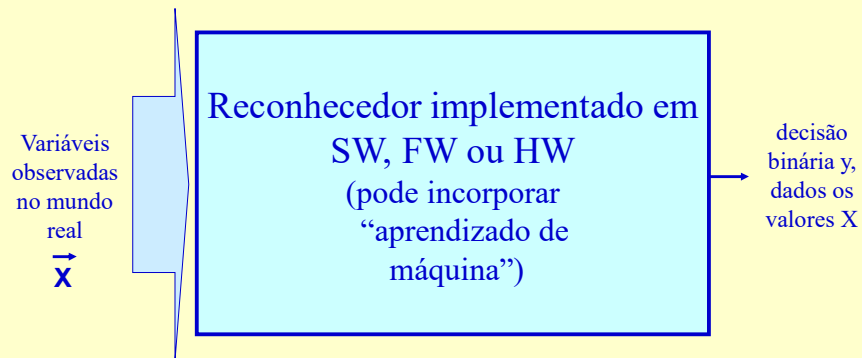 Variáveis
observadas
no mundo
real
X
Reconhecedor implementado em
SW, FW ou HW
(pode incorporar
“aprendizado de
máquina”)
decisão
binária y,
dados os
valores X